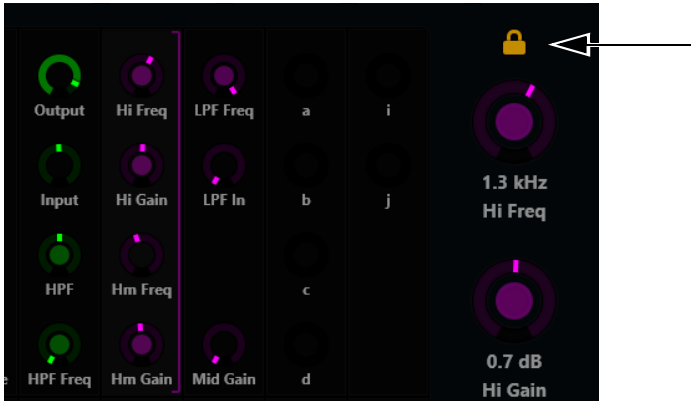 Output Hi Freq LPF Freq a i
1.3 kHz
Hi Freq
Input Hi Gain LPF In b j
HPF Hm Freq c
0.7 dB
HPF Freq Hm Gain Mid Gain d
Hi Gain